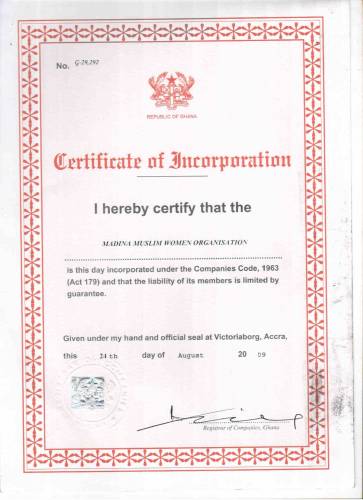 No. G-29,292
REPUBLIC OF GHANA
Certificate of Incorporation
I hereby certify that the
MADINA MUSLIM WOMEN ORGANISATION
is this day incorporated under the Companies Code, 1963
(Act 179) and that the liability of its members is limited by
guarantee.
Given under my hand and official seal at Victoriaborg, Accra,
this 24th day of August 20 09
Registrar of Companies, Ghana